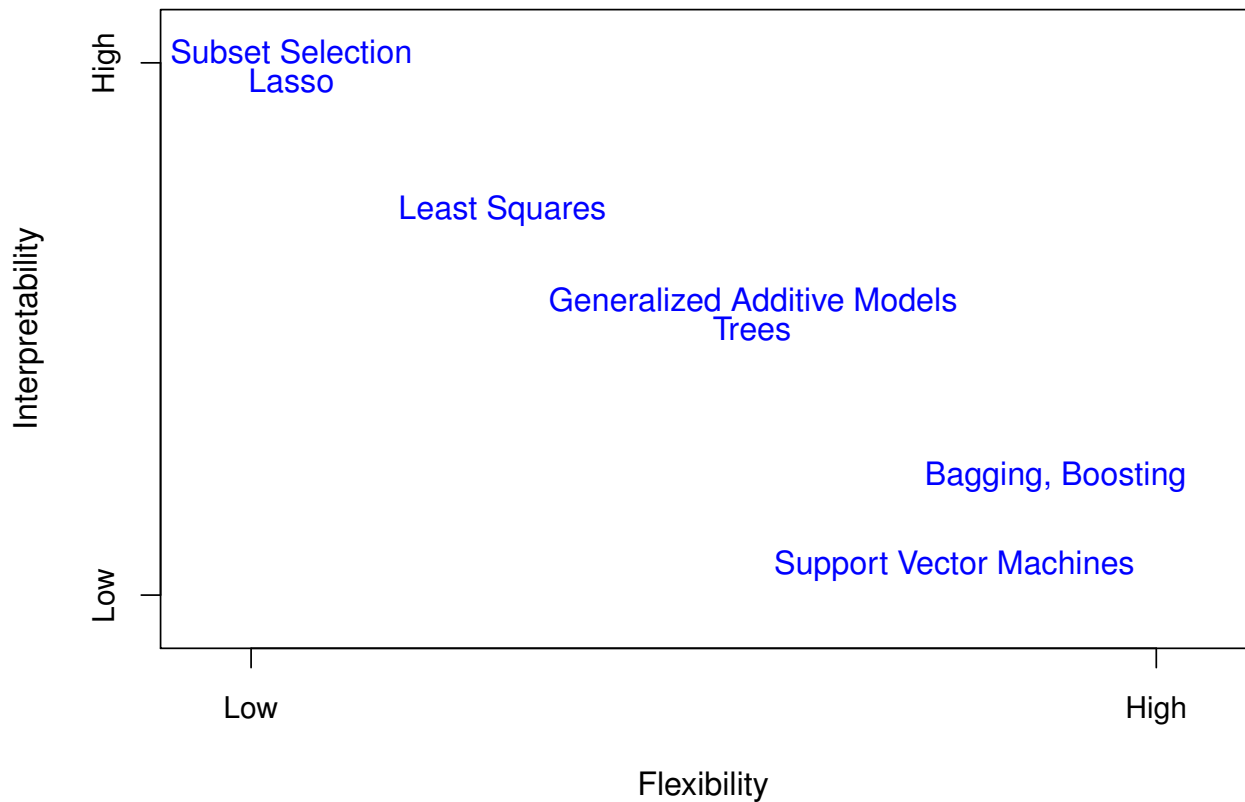 High
Subset Selection
Lasso
Least Squares
Interpretability
Generalized Additive Models
Trees
Bagging, Boosting
Support Vector Machines
Low
Low
High
Flexibility